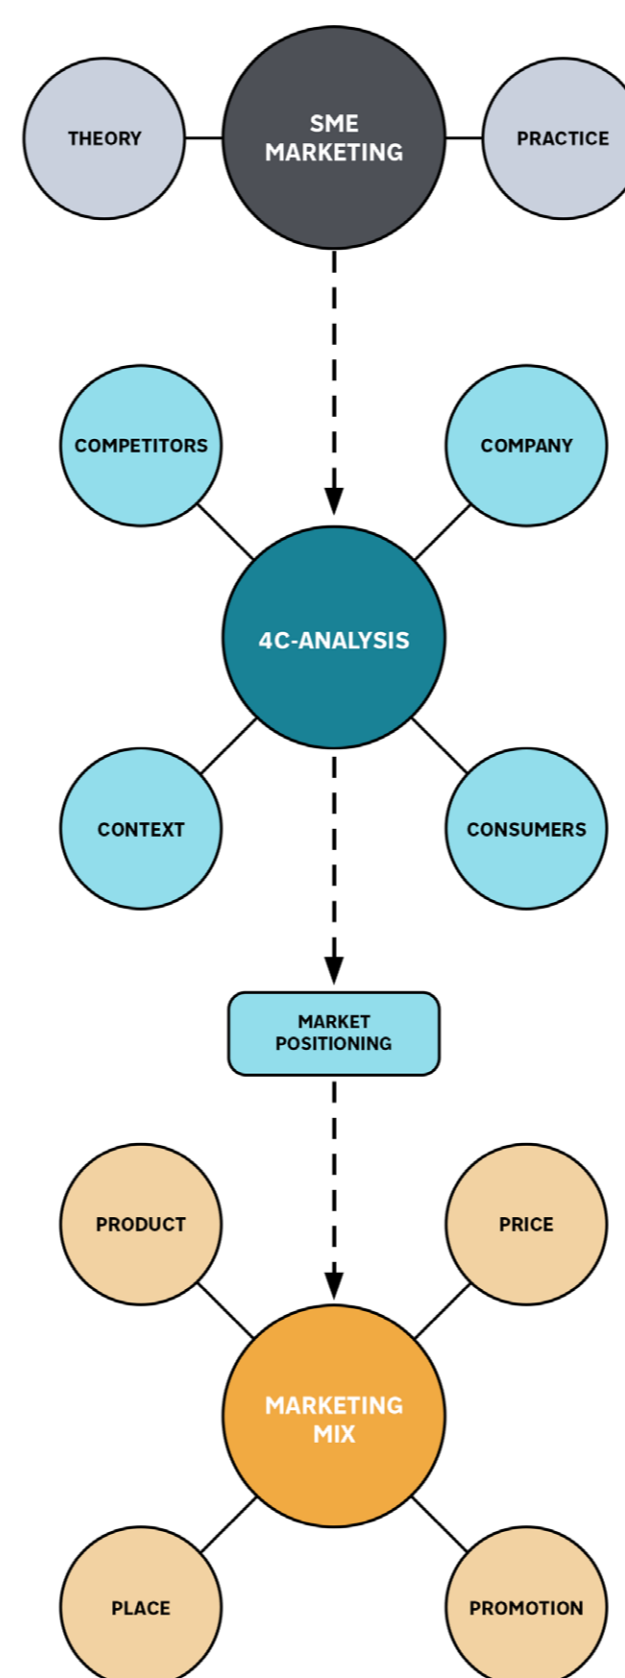 THEORY
SME
MARKETING
PRACTICE
COMPETITORS
COMPANY
4C-ANALYSIS
CONTEXT
CONSUMERS
MARKET
POSITIONING
PRODUCT
PRICE
MARKETING
MIX
PLACE
PROMOTION